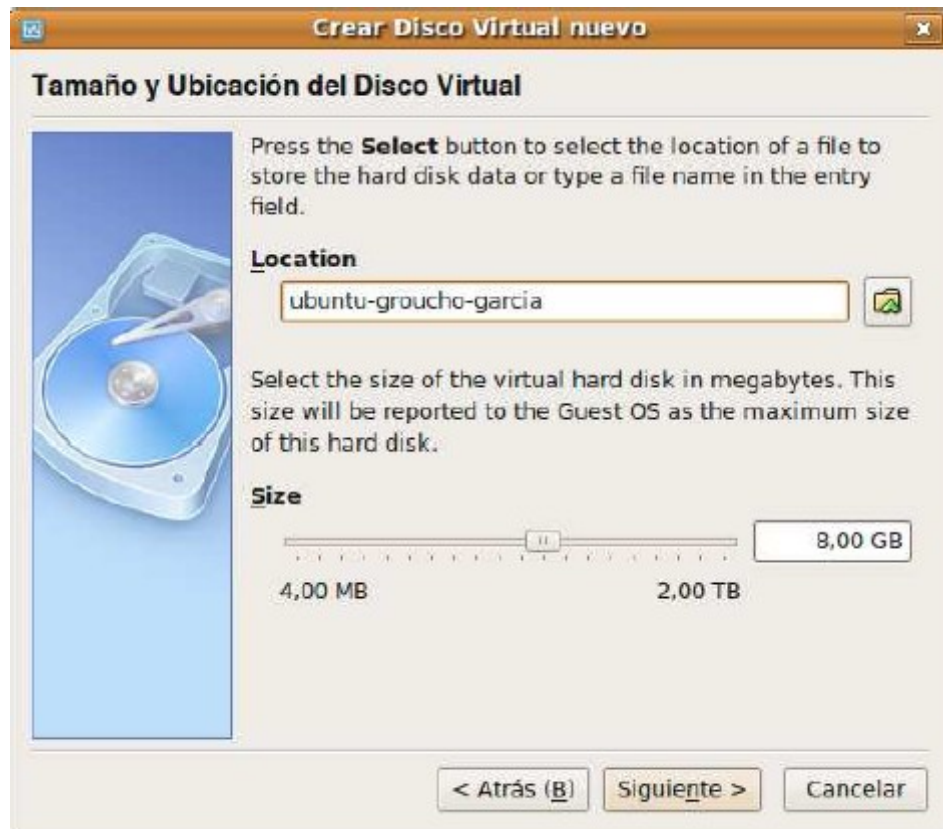 Crear Disco Virtual nuevo
Tamaño y Ubicación del Disco Virtual
Press the Select button to select the location of a file to
store the hard disk data or type a file name in the entry
field.
Location
ubuntu-groucho-garcia
Select the size of the virtual hard disk in megabytes. This
size will be reported to the Guest OS as the maximum size
of this hard disk.
Size
8,00 GB
4,00 MB
2,00 TB
< Atrás (B)
Siguiente >
Cancelar